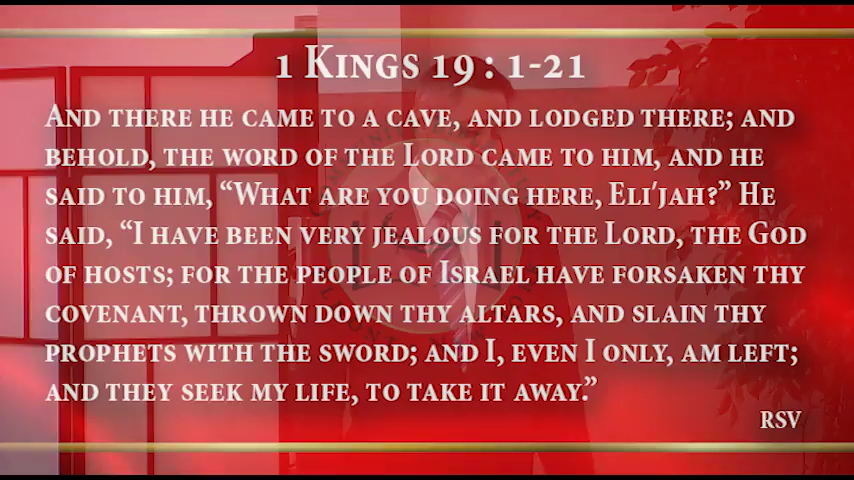 1 Kings 19 : 1-21
And there he came to a cave, and lodged there; and
behold, the word of the Lord came to him, and he
said to him, “What are you doing here, Eli'jah?” He
said, “I have been very jealous for the Lord, the God
of hosts; for the people of Israel have forsaken thy
covenant, thrown down thy altars, and slain thy
prophets with the sword; and I, even I only, am left;
and they seek my life, to take it away.”
RSV